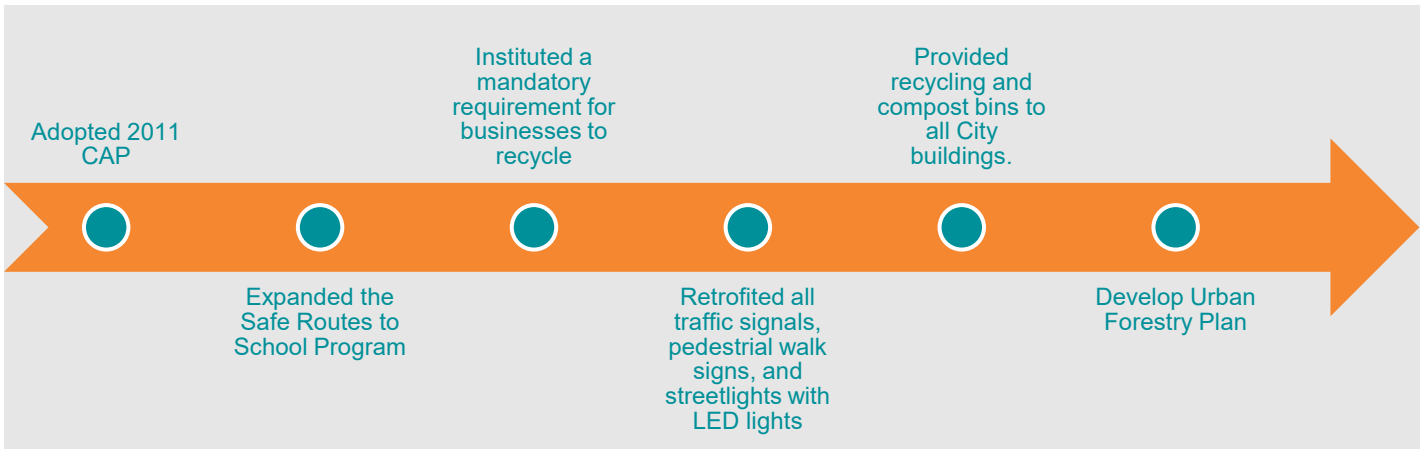 Adopted 2011
CAP
Expanded the
Safe Routes to
School Program
Instituted a
mandatory
requirement for
businesses to
recycle
Retrofited all
traffic signals,
pedestrial walk
signs, and
streetlights with
LED lights
Provided
recycling and
compost bins to
all City
buildings.
Develop Urban
Forestry Plan